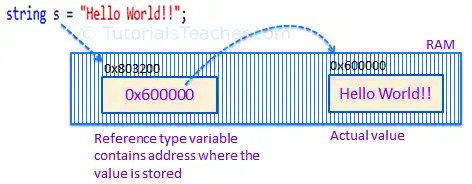 string s = "Hello World!!";
© TutorialsTeacher.com
RAM
0x803200
0x600000
0x600000
Hello World!!
Reference type variable
contains address where the
value is stored
Actual value